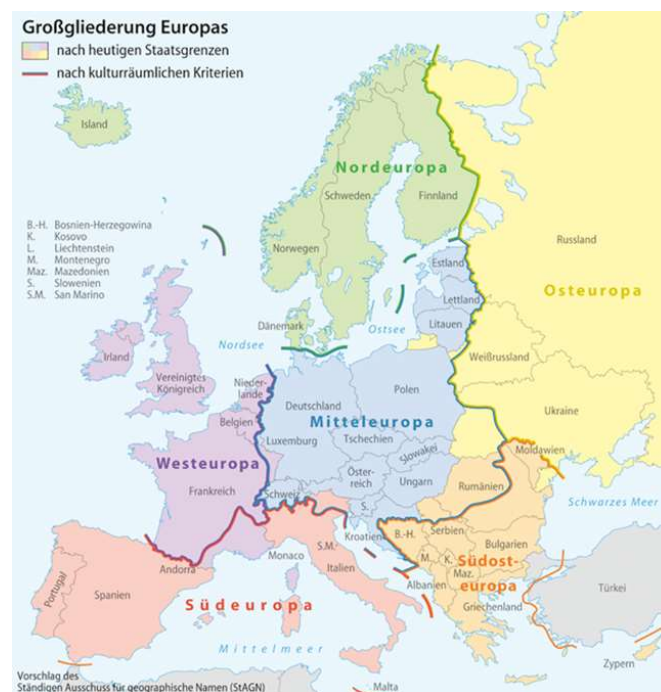 Großgliederung Europas
nach heutigen Staatsgrenzen
nach kulturräumlichen Kriterien
Island
Nordeuropa
Schweden
Finnland
Norwegen
B.-H. Bosnien-Herzegowina
K. Kosovo
L. Liechtenstein
M. Montenegro
Maz. Mazedonien
S. Slowenien
S.M. San Marino
Russland
Osteuropa
Estland
Lettland
Litauen
Dänemark
Ostsee
Nordsee
Weißrussland
Irland
Vereinigtes
Königreich
Nieder-
lande
Belgien
Deutschland
Polen
Ukraine
Mitteleuropa
Luxemburg
Tschechien
Slowakei
Moldawien
Westeuropa
Frankreich
Schweiz
Öster-
reich
Ungarn
Rumänien
Schwarzes Meer
S.
Kroatien
B.-H.
Serbien
Bulgarien
Monaco
S.M.
Italien
M.
K.
Maz.
Andorra
Portugal
Spanien
Albanien
Südost-
europa
Griechenland
Türkei
Südeuropa
Mittelmeer
Zypern
Malta
Vorschlag des
Ständigen Ausschuss für geographische Namen (StAGN)